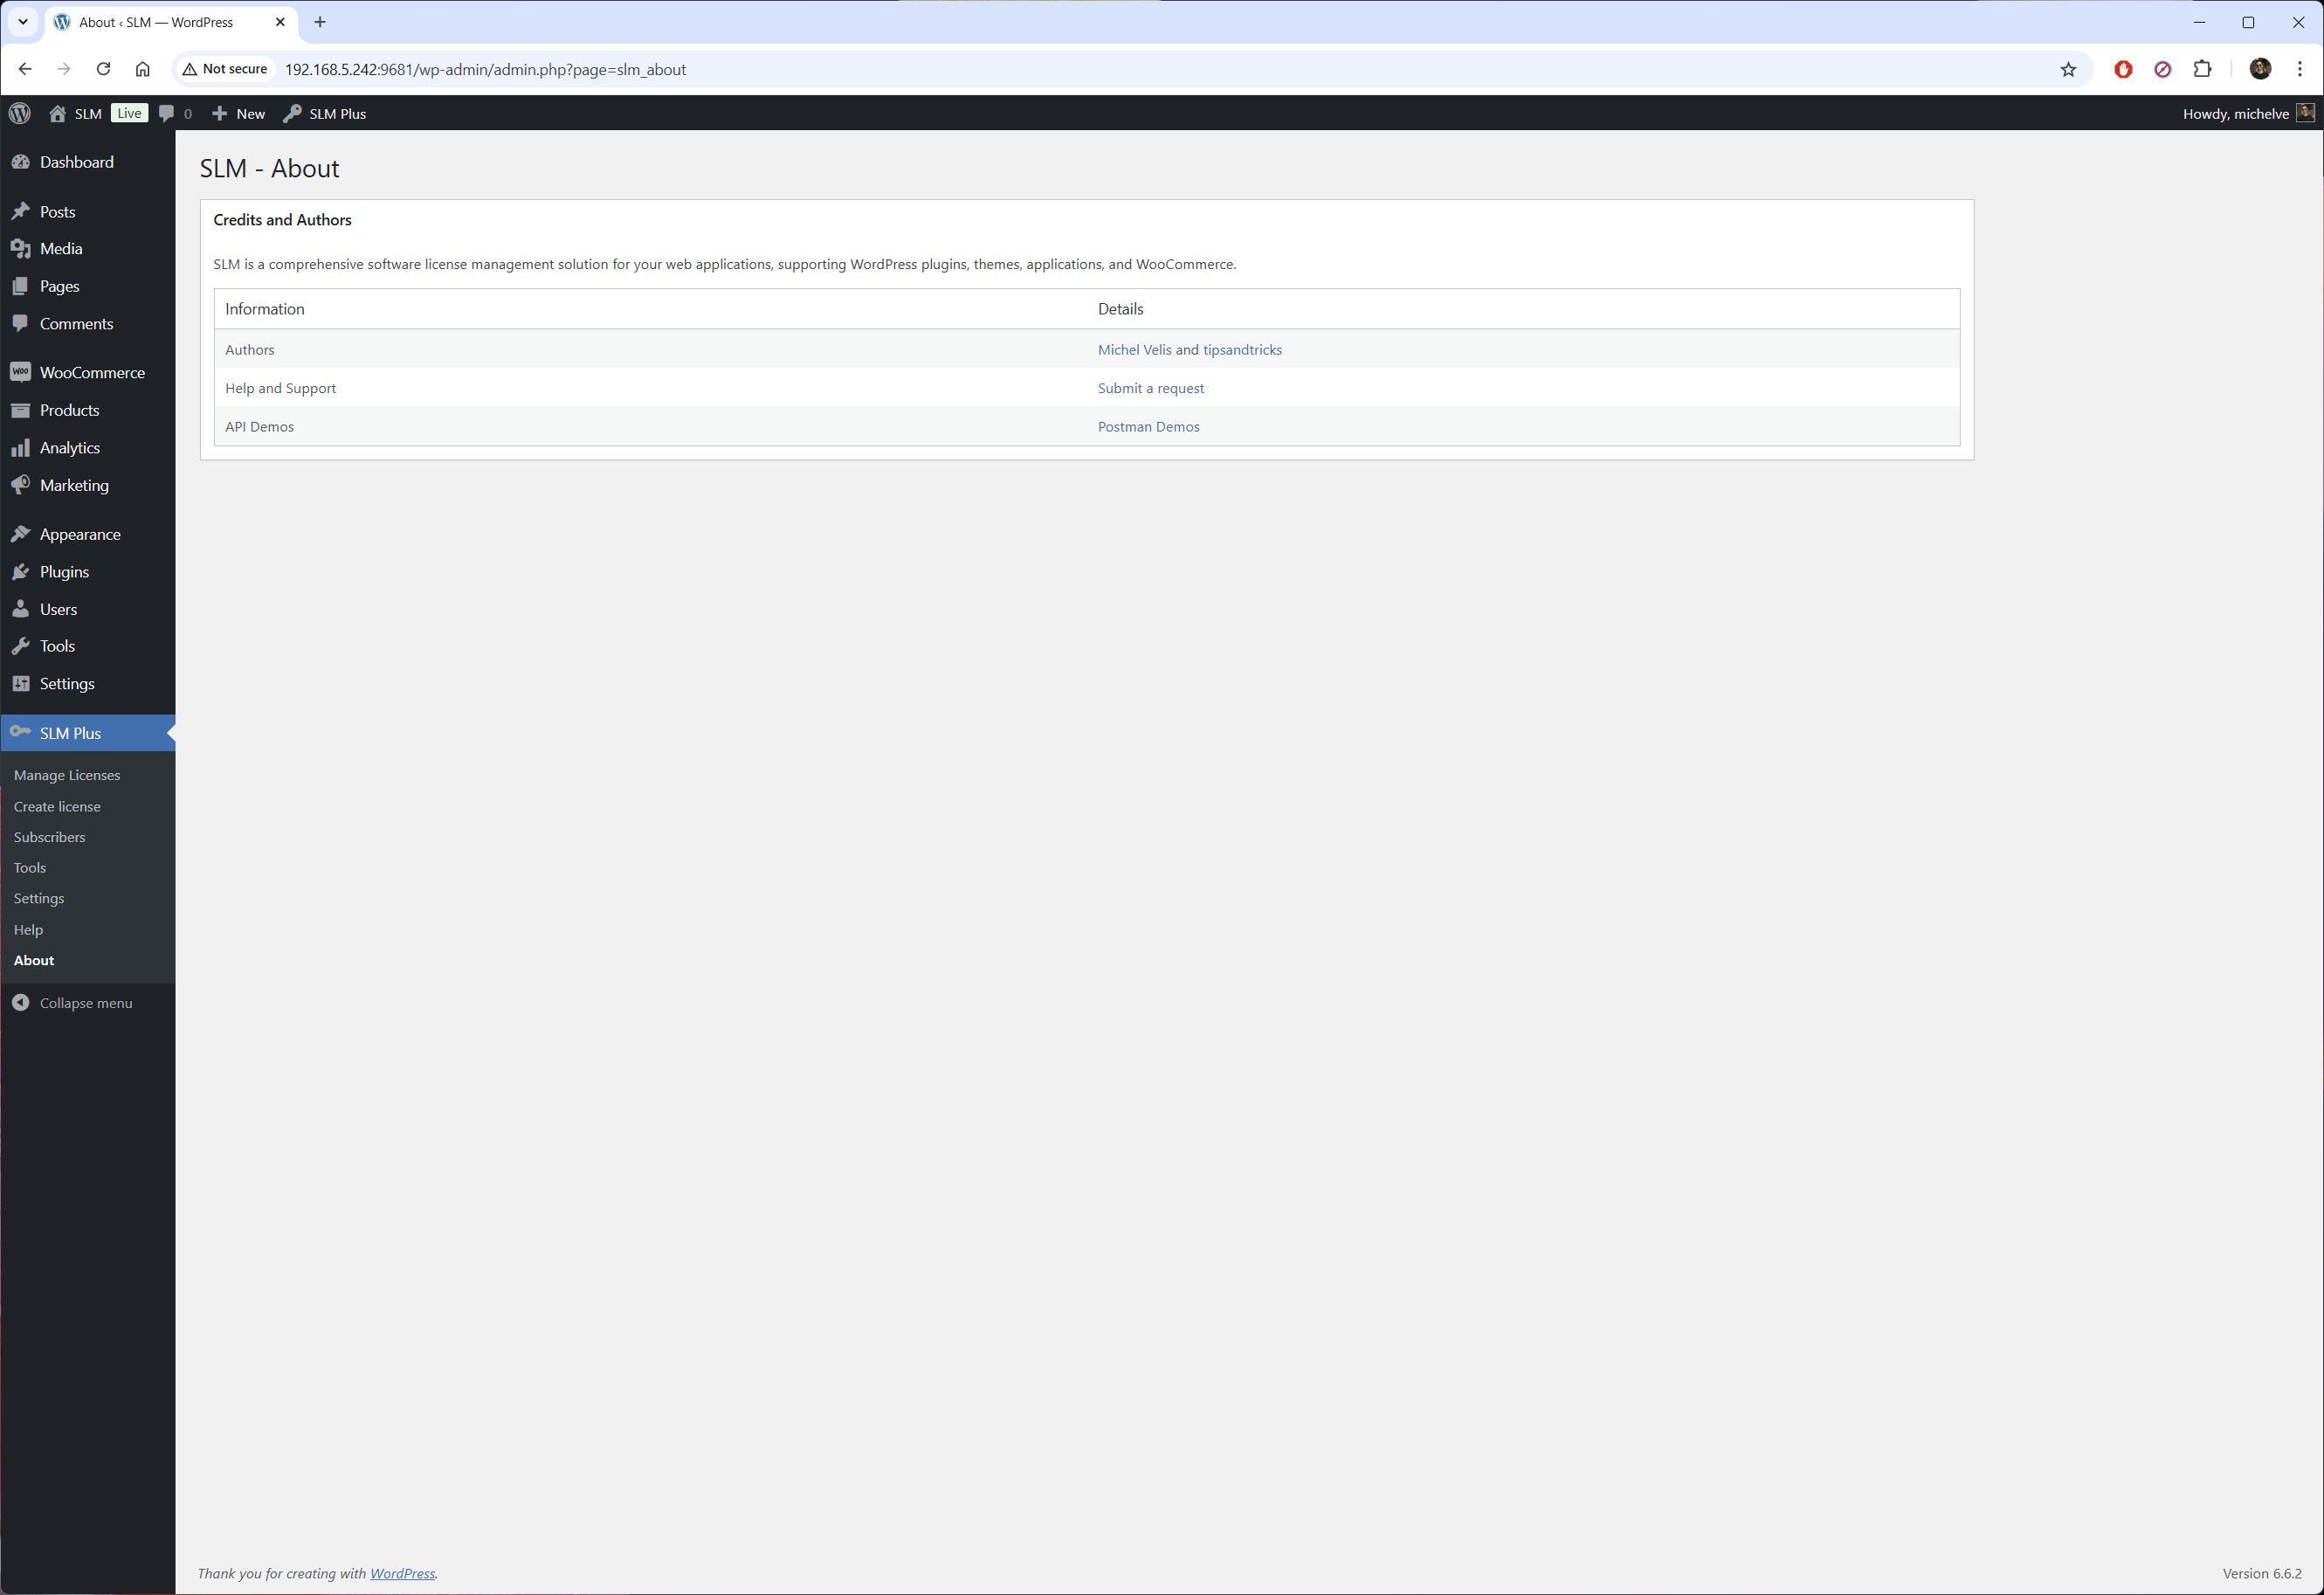 About ‹ SLM — WordPress
Not secure
192.168.5.242:9681/wp-admin/admin.php?page=slm_about
SLM
Live
0
New
SLM Plus
Howdy, michelve
Dashboard
Posts
Media
Pages
Comments
WooCommerce
Products
Analytics
Marketing
Appearance
Plugins
Users
Tools
Settings
SLM Plus
Manage Licenses
Create license
Subscribers
Tools
Settings
Help
About
Collapse menu
SLM - About
Credits and Authors
SLM is a comprehensive software license management solution for your web applications, supporting WordPress plugins, themes, applications, and WooCommerce.
Information Details
Authors Michel Velis and tipsandtricks
Help and Support Submit a request
API Demos Postman Demos
Thank you for creating with WordPress.
Version 6.6.2